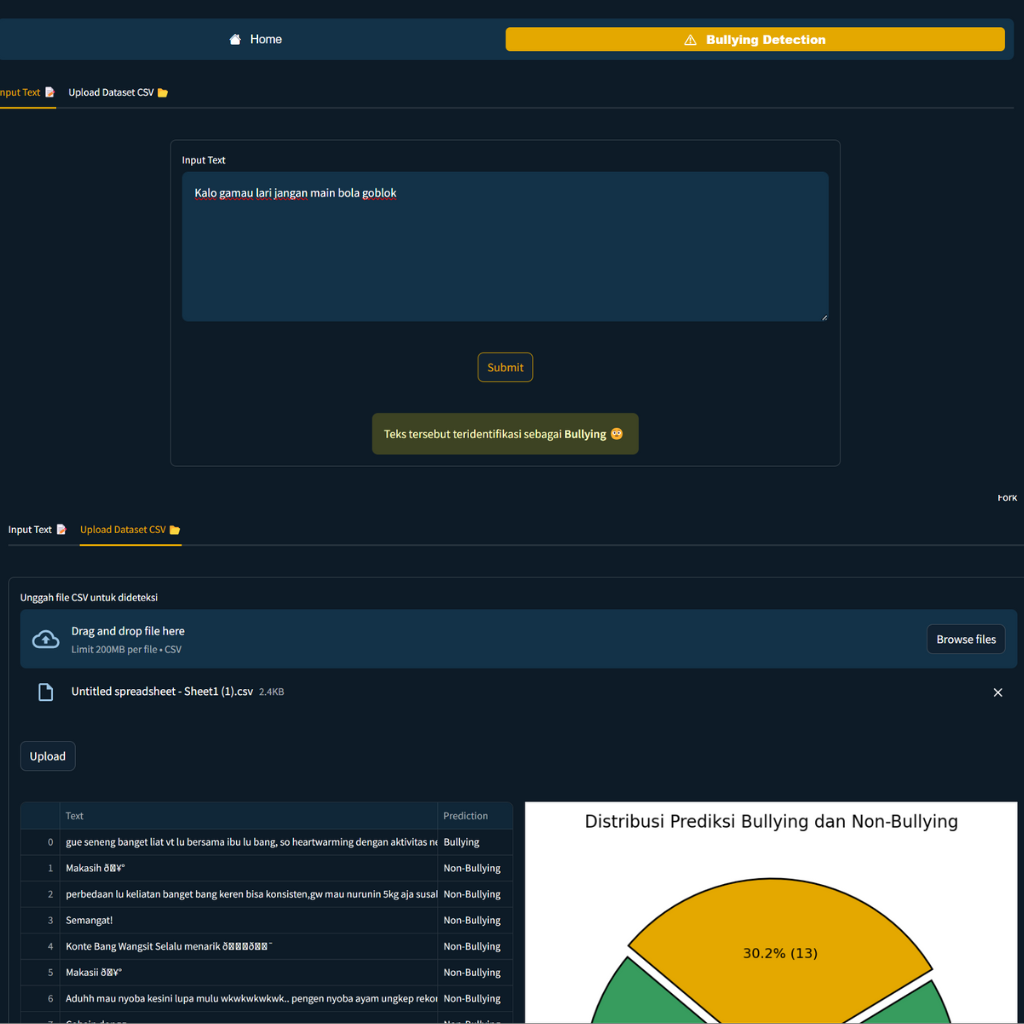 Home
Bullying Detection
nput Text
Upload Dataset CSV
Input Text
Kalo gamau lari jangan main bola goblok
Submit
Teks tersebut teridentifikasi sebagai Bullying
Fork
Input Text
Upload Dataset CSV
Unggah file CSV untuk dideteksi
Drag and drop file here
Limit 200MB per file • CSV
Browse files
Untitled spreadsheet - Sheet1 (1).csv 2.4KB
Upload
Text Prediction
0 gue seneng banget liat vt lu bersama ibu lu bang, so heartwarming dengan aktivitas ne Bullying
1 Makasih Non-Bullying
2 perbedaan lu keliatan banget bang keren bisa konsisten,gw mau nurunin 5kg aja susal Non-Bullying
3 Semangat! Non-Bullying
4 Konte Bang Wangsit Selalu menarik Non-Bullying
5 Makasii Non-Bullying
6 Aduhh mau nyoba kesini lupa mulu wkwkwkwkwk.. pengen nyoba ayam ungkep rekor Non-Bullying
Distribusi Prediksi Bullying dan Non-Bullying
30.2% (13)